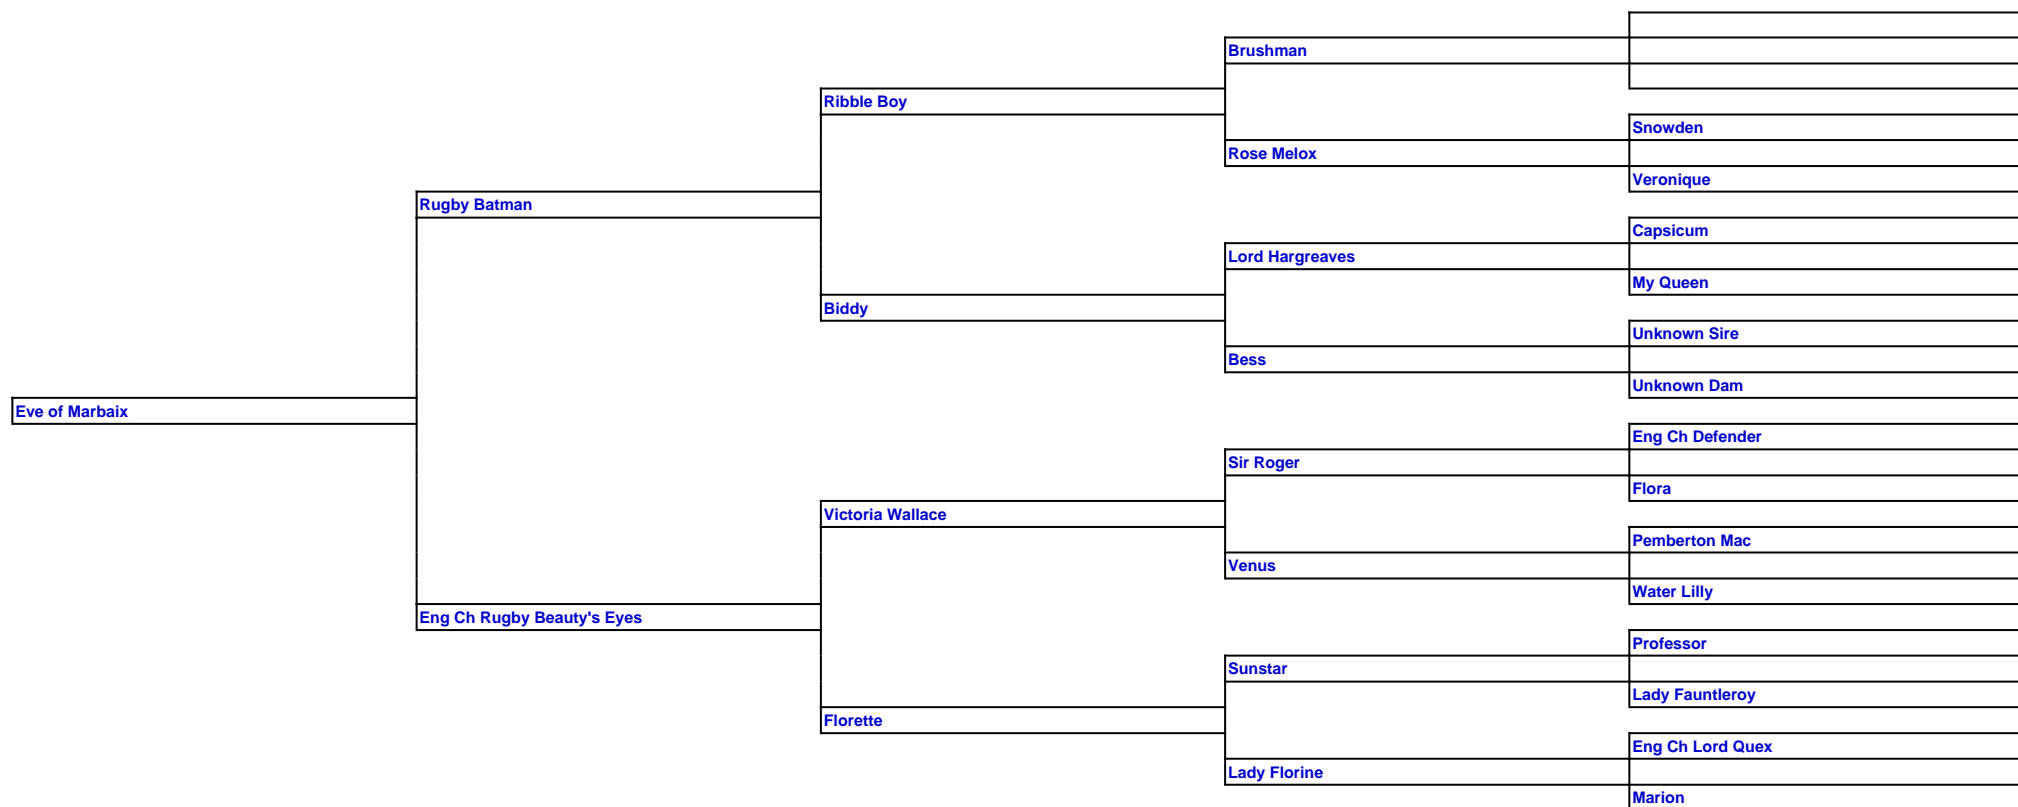 Brushman
Ribble Boy
Snowden
Rose Melox
Veronique
Rugby Batman
Capsicum
Lord Hargreaves
My Queen
Biddy
Unknown Sire
Bess
Unknown Dam
Eve of Marbaix
Eng Ch Defender
Sir Roger
Flora
Victoria Wallace
Pemberton Mac
Venus
Water Lilly
Eng Ch Rugby Beauty's Eyes
Professor
Sunstar
Lady Fauntleroy
Florette
Eng Ch Lord Quex
Lady Florine
Marion